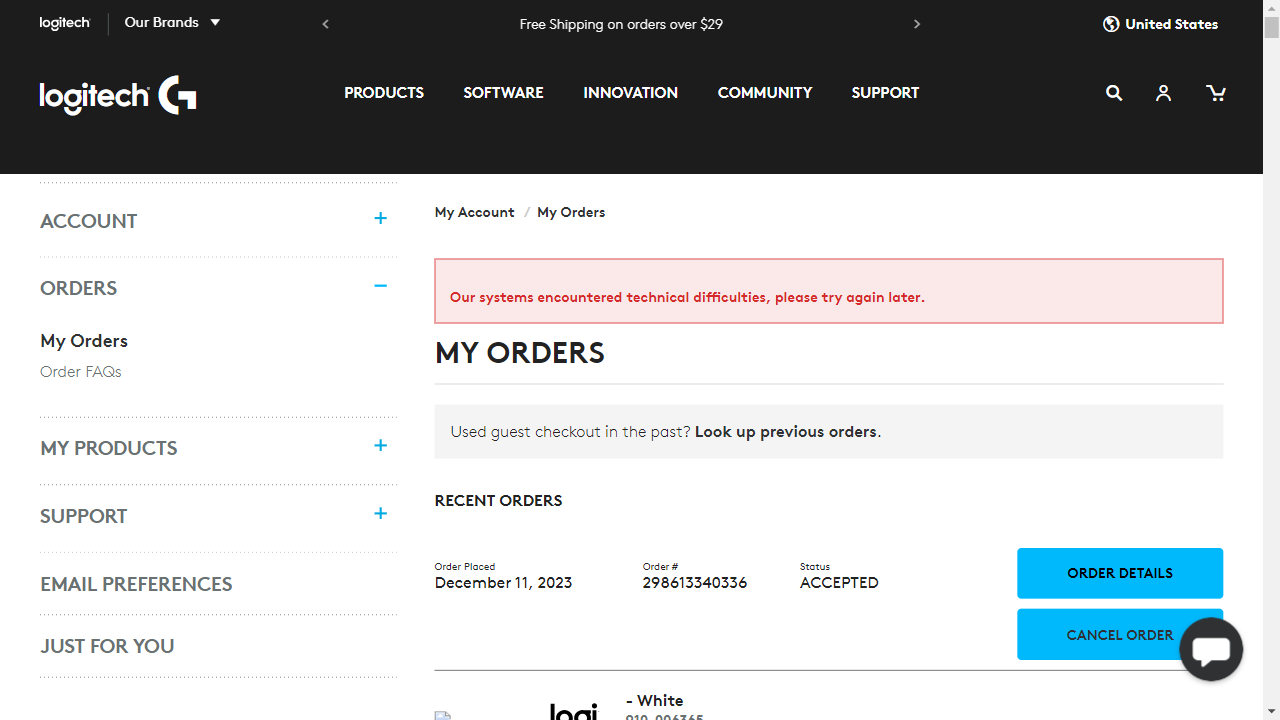 logitech
Our Brands
Free Shipping on orders over $29
United States
logitech G
PRODUCTS
SOFTWARE
INNOVATION
COMMUNITY
SUPPORT
ACCOUNT
ORDERS
My Orders
Order FAQs
MY PRODUCTS
SUPPORT
EMAIL PREFERENCES
JUST FOR YOU
My Account / My Orders
Our systems encountered technical difficulties, please try again later.
MY ORDERS
Used guest checkout in the past? Look up previous orders.
RECENT ORDERS
Order Placed
December 11, 2023
Order #
298613340336
Status
ACCEPTED
ORDER DETAILS
CANCEL ORDER
logi
- White